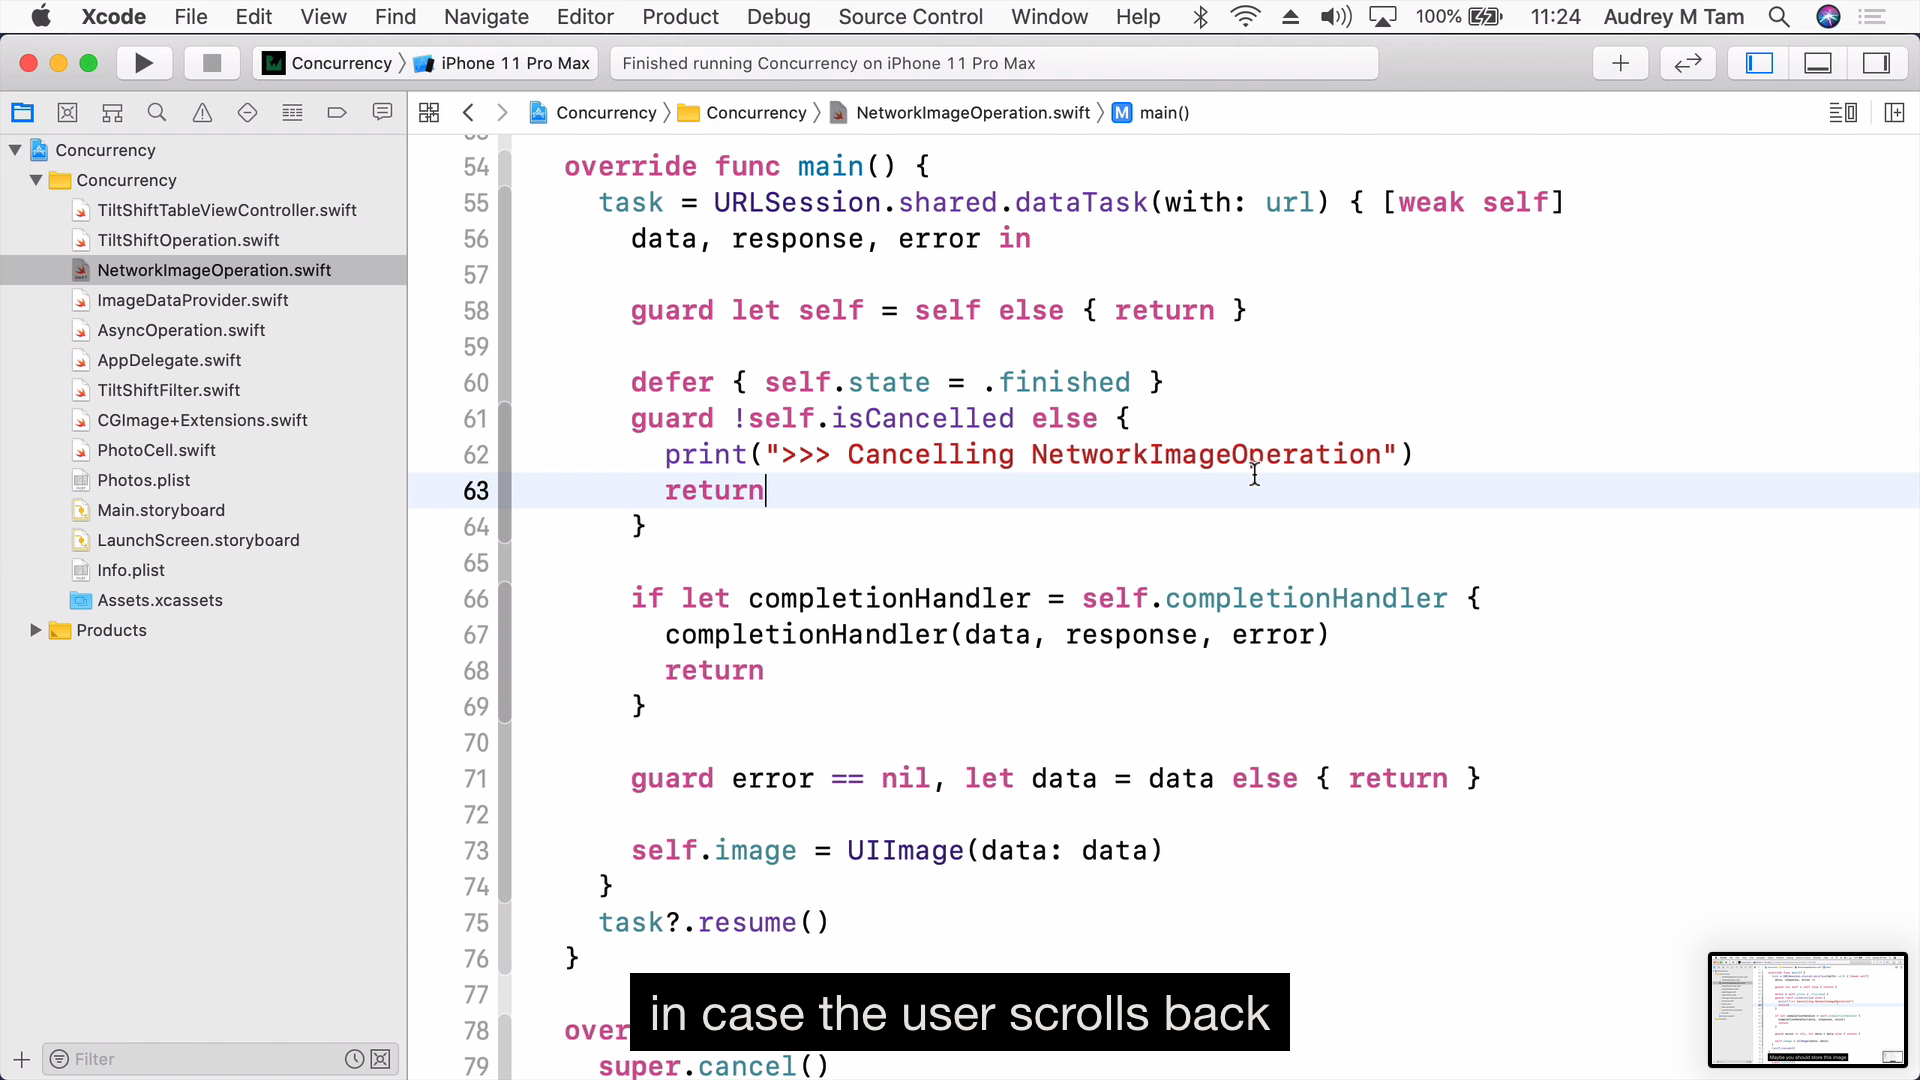 Xcode File Edit View Find Navigate Editor Product Debug Source Control Window Help 100% 11:24 Audrey M Tam
Concurrency iPhone 11 Pro Max Finished running Concurrency on iPhone 11 Pro Max
Concurrency Concurrency NetworkImageOperation.swift M main()
Concurrency
Concurrency
TiltShiftTableViewController.swift
TiltShiftOperation.swift
NetworkImageOperation.swift
ImageDataProvider.swift
AsyncOperation.swift
AppDelegate.swift
TiltShiftFilter.swift
CGImage+Extensions.swift
PhotoCell.swift
Photos.plist
Main.storyboard
LaunchScreen.storyboard
Info.plist
Assets.xcassets
Products
Filter
54 override func main() {
55 task = URLSession.shared.dataTask(with: url) { [weak self]
56 data, response, error in
57
58 guard let self = self else { return }
59
60 defer { self.state = .finished }
61 guard !self.isCancelled else {
62 print(">>> Cancelling NetworkImageOperation")
63 return
64 }
65
66 if let completionHandler = self.completionHandler {
67 completionHandler(data, response, error)
68 return
69 }
70
71 guard error == nil, let data = data else { return }
72
73 self.image = UIImage(data: data)
74 }
75 task?.resume()
76 }
77
78 ove
79 super.cancel()
in case the user scrolls back
Maybe you should store this image